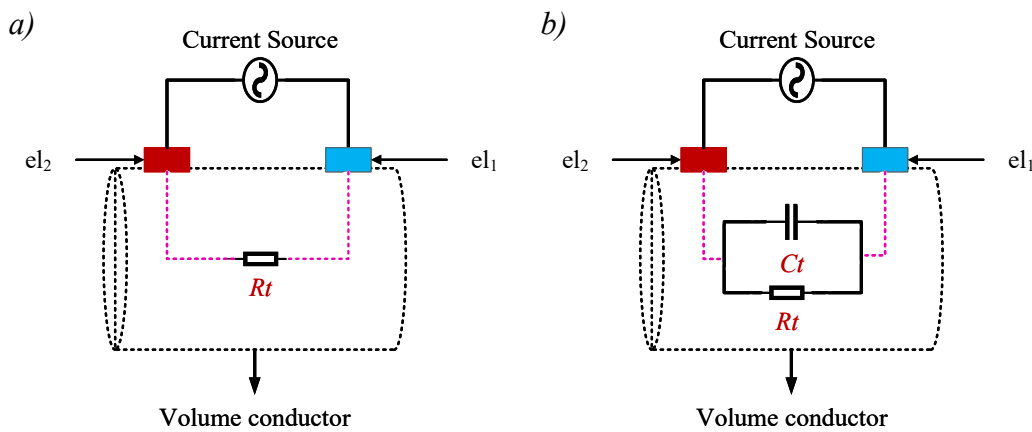 a)
Current Source
el₂
el₁
Rt
Volume conductor
b)
Current Source
el₂
el₁
Ct
Rt
Volume conductor